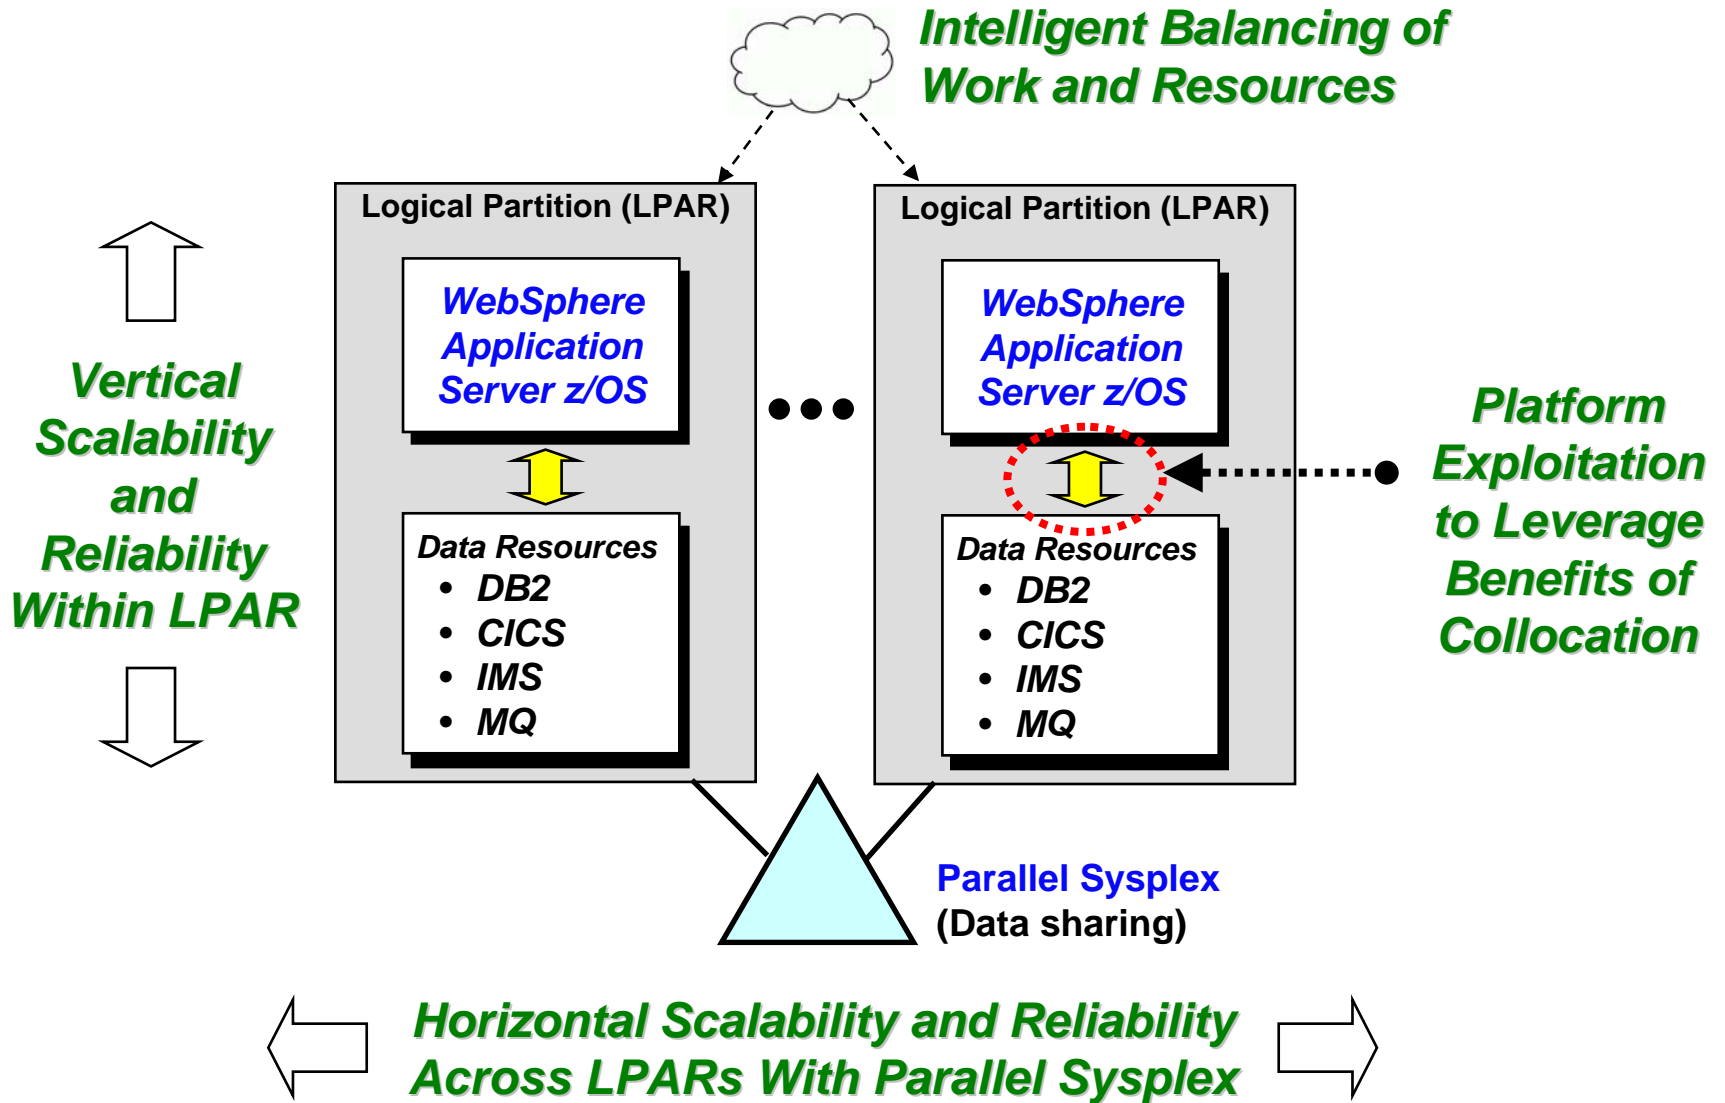 Intelligent Balancing of
Work and Resources
Logical Partition (LPAR)
WebSphere
Application
Server z/OS
Data Resources
• DB2
• CICS
• IMS
• MQ
Logical Partition (LPAR)
WebSphere
Application
Server z/OS
Data Resources
• DB2
• CICS
• IMS
• MQ
Vertical
Scalability
and
Reliability
Within LPAR
Platform
Exploitation
to Leverage
Benefits of
Collocation
Parallel Sysplex
(Data sharing)
Horizontal Scalability and Reliability
Across LPARs With Parallel Sysplex